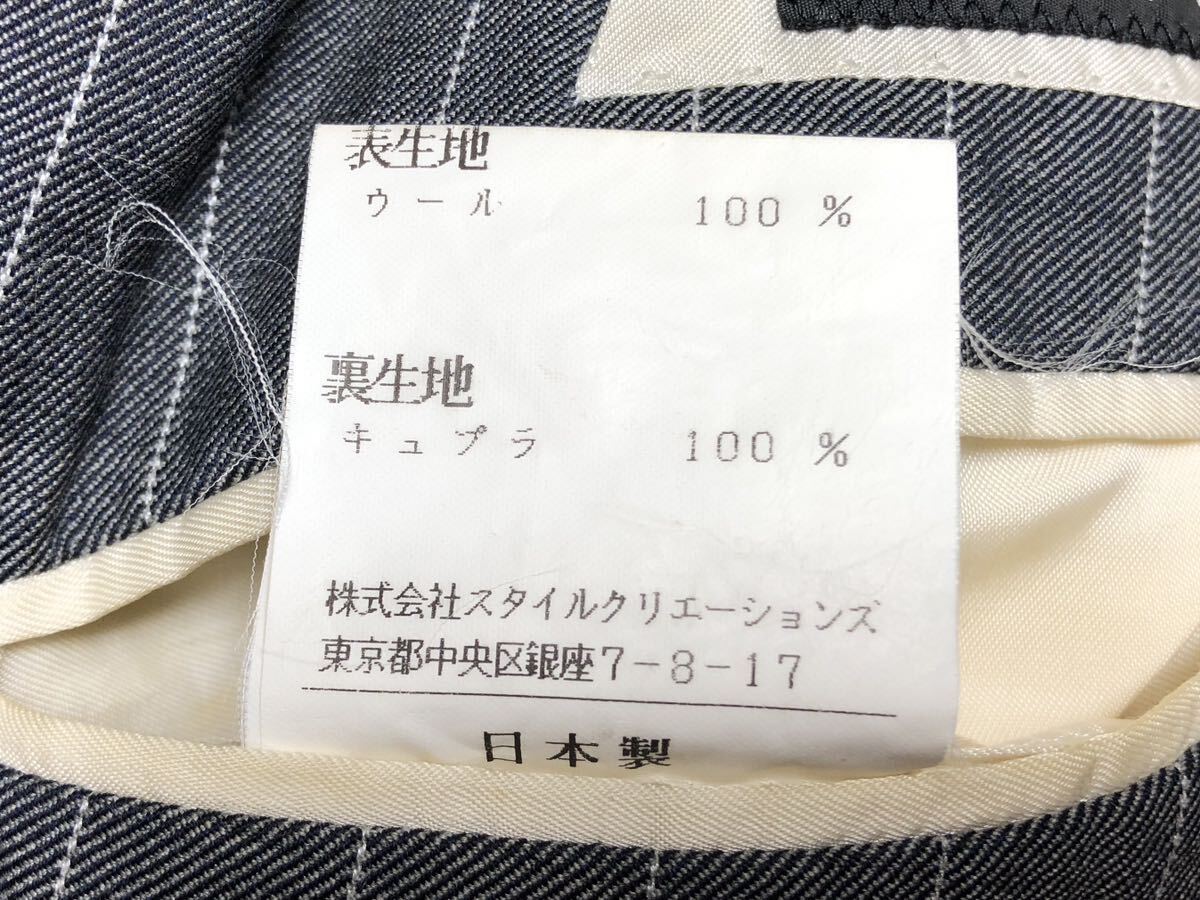 表生地
ウール 100 %
裏生地
キュプラ 100 %
株式会社スタイルクリエーションズ
東京都中央区銀座7-8-17
日本製